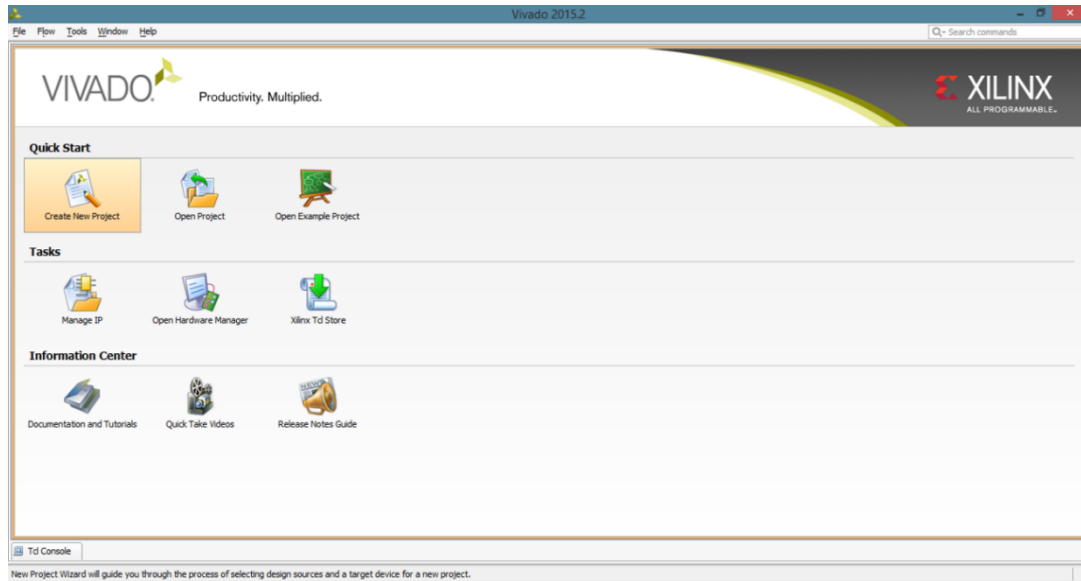 Vivado 2015.2
File Flow Tools Window Help
Search commands
VIVADO.
Productivity. Multiplied.
XILINX
ALL PROGRAMMABLE.
Quick Start
Create New Project Open Project Open Example Project
Tasks
Manage IP Open Hardware Manager Xilinx Tcl Store
Information Center
Documentation and Tutorials Quick Take Videos Release Notes Guide
Tcl Console
New Project Wizard will guide you through the process of selecting design sources and a target device for a new project.